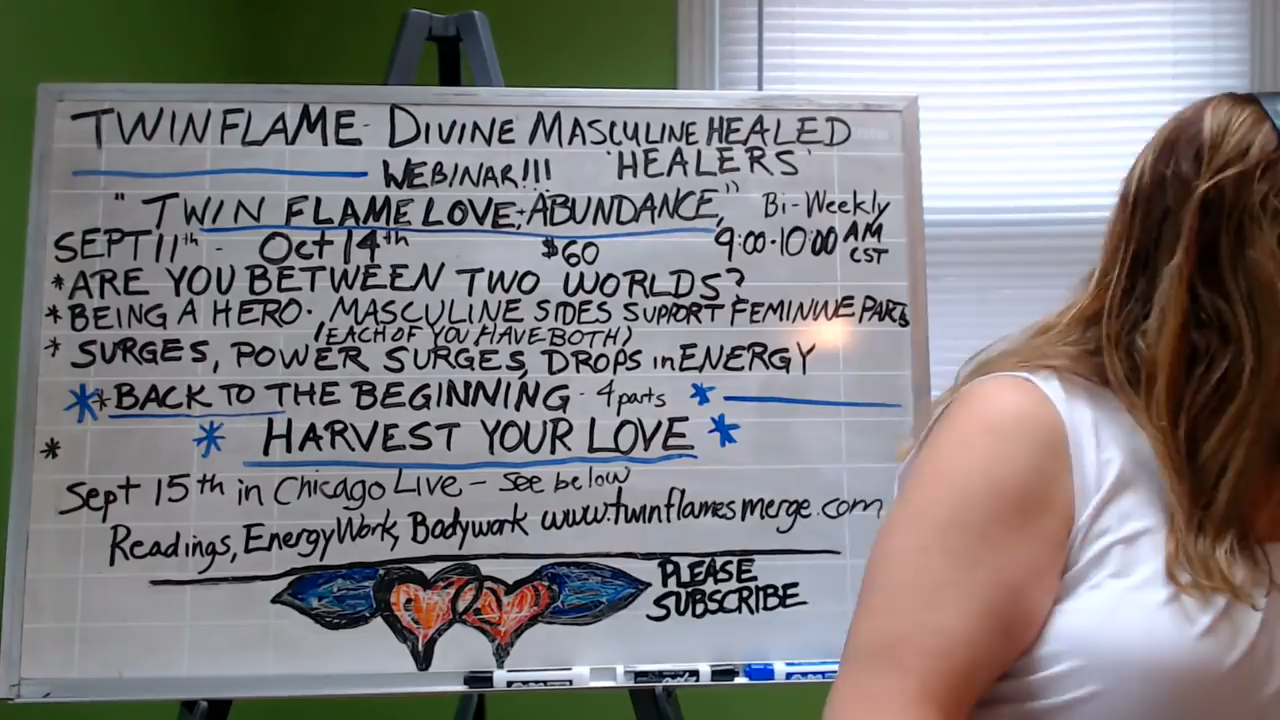 TWINFLAME - DIVINE MASCULINE HEALED
WEBINAR!!! 'HEALERS'
"TWIN FLAME LOVE + ABUNDANCE," Bi-Weekly
SEPT 11th - Oct 14th $60 9:00-10:00 AM CST
* ARE YOU BETWEEN TWO WORLDS?
* BEING A HERO. MASCULINE SIDES SUPPORT FEMININE PARTS
(EACH OF YOU HAVE BOTH)
* SURGES, POWER SURGES, DROPS in ENERGY
* * BACK TO THE BEGINNING - 4 parts *
* * HARVEST YOUR LOVE *
Sept 15th in Chicago Live - see below
Readings, EnergyWork, Bodywork www.twinflamesmerge.com
PLEASE
SUBSCRIBE